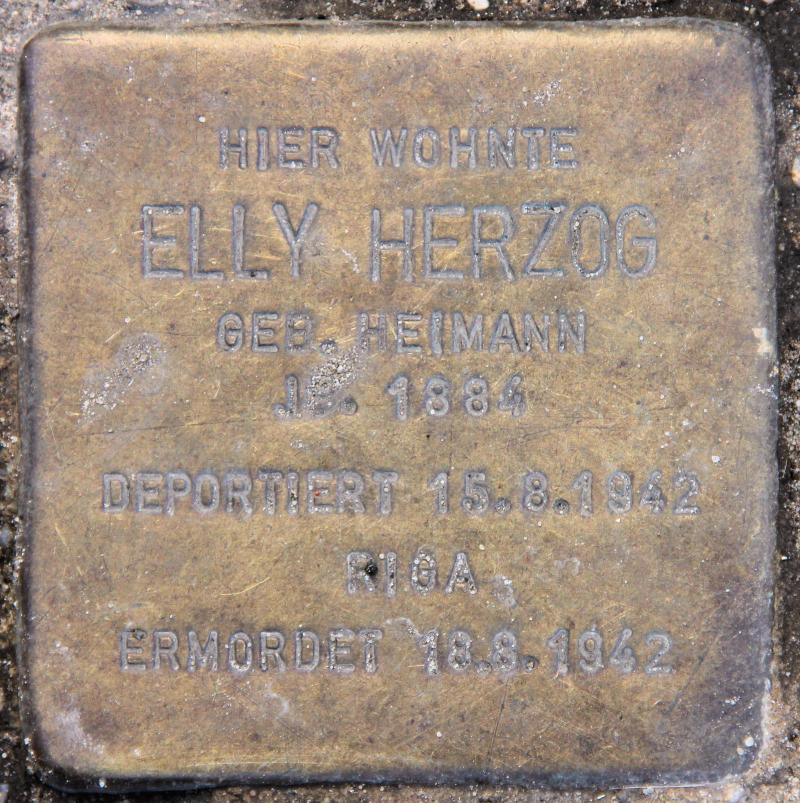 HIER WOHNTE
ELLY HERZOG
GEB. HEIMANN
JG. 1884
DEPORTIERT 15.8.1942
RIGA
ERMORDET 18.8.1942